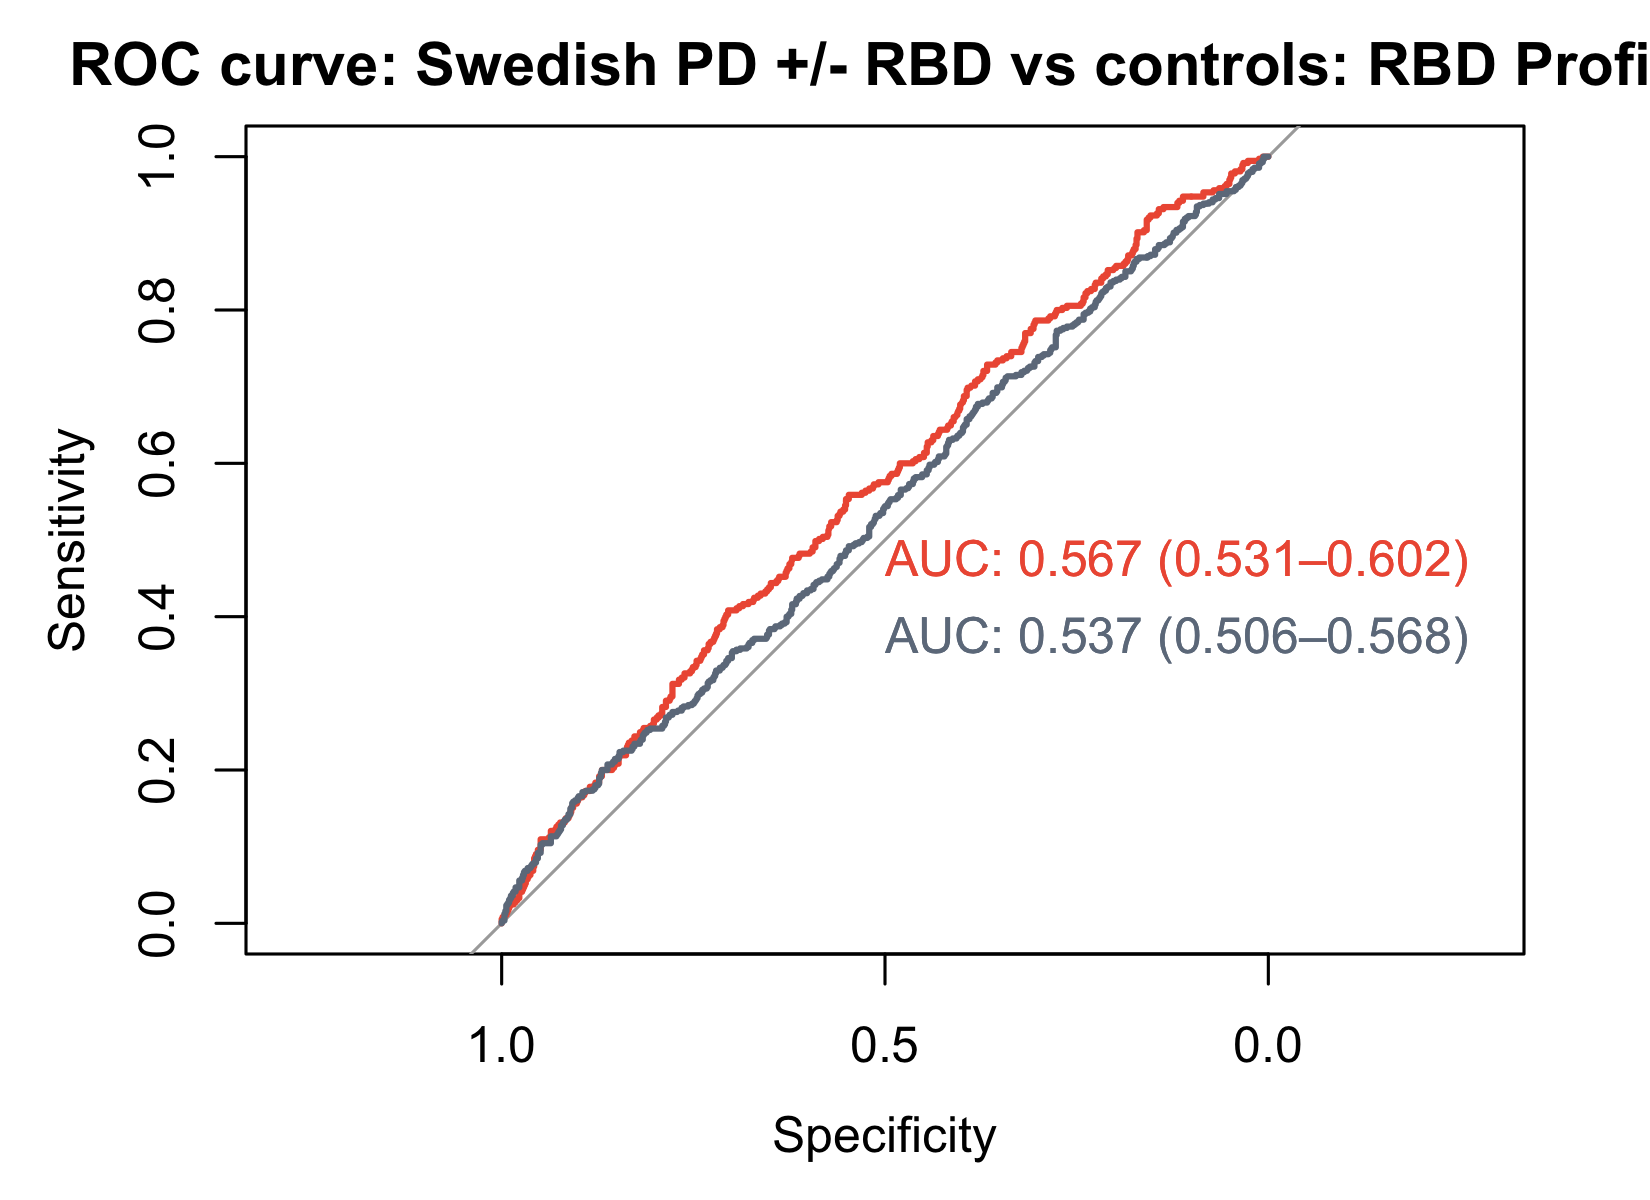 ROC curve: Swedish PD +/- RBD vs controls: RBD Profi
1.0
0.8
0.6
0.4
0.2
0.0
Sensitivity
AUC: 0.567 (0.531–0.602)
AUC: 0.537 (0.506–0.568)
1.0 0.5 0.0
Specificity